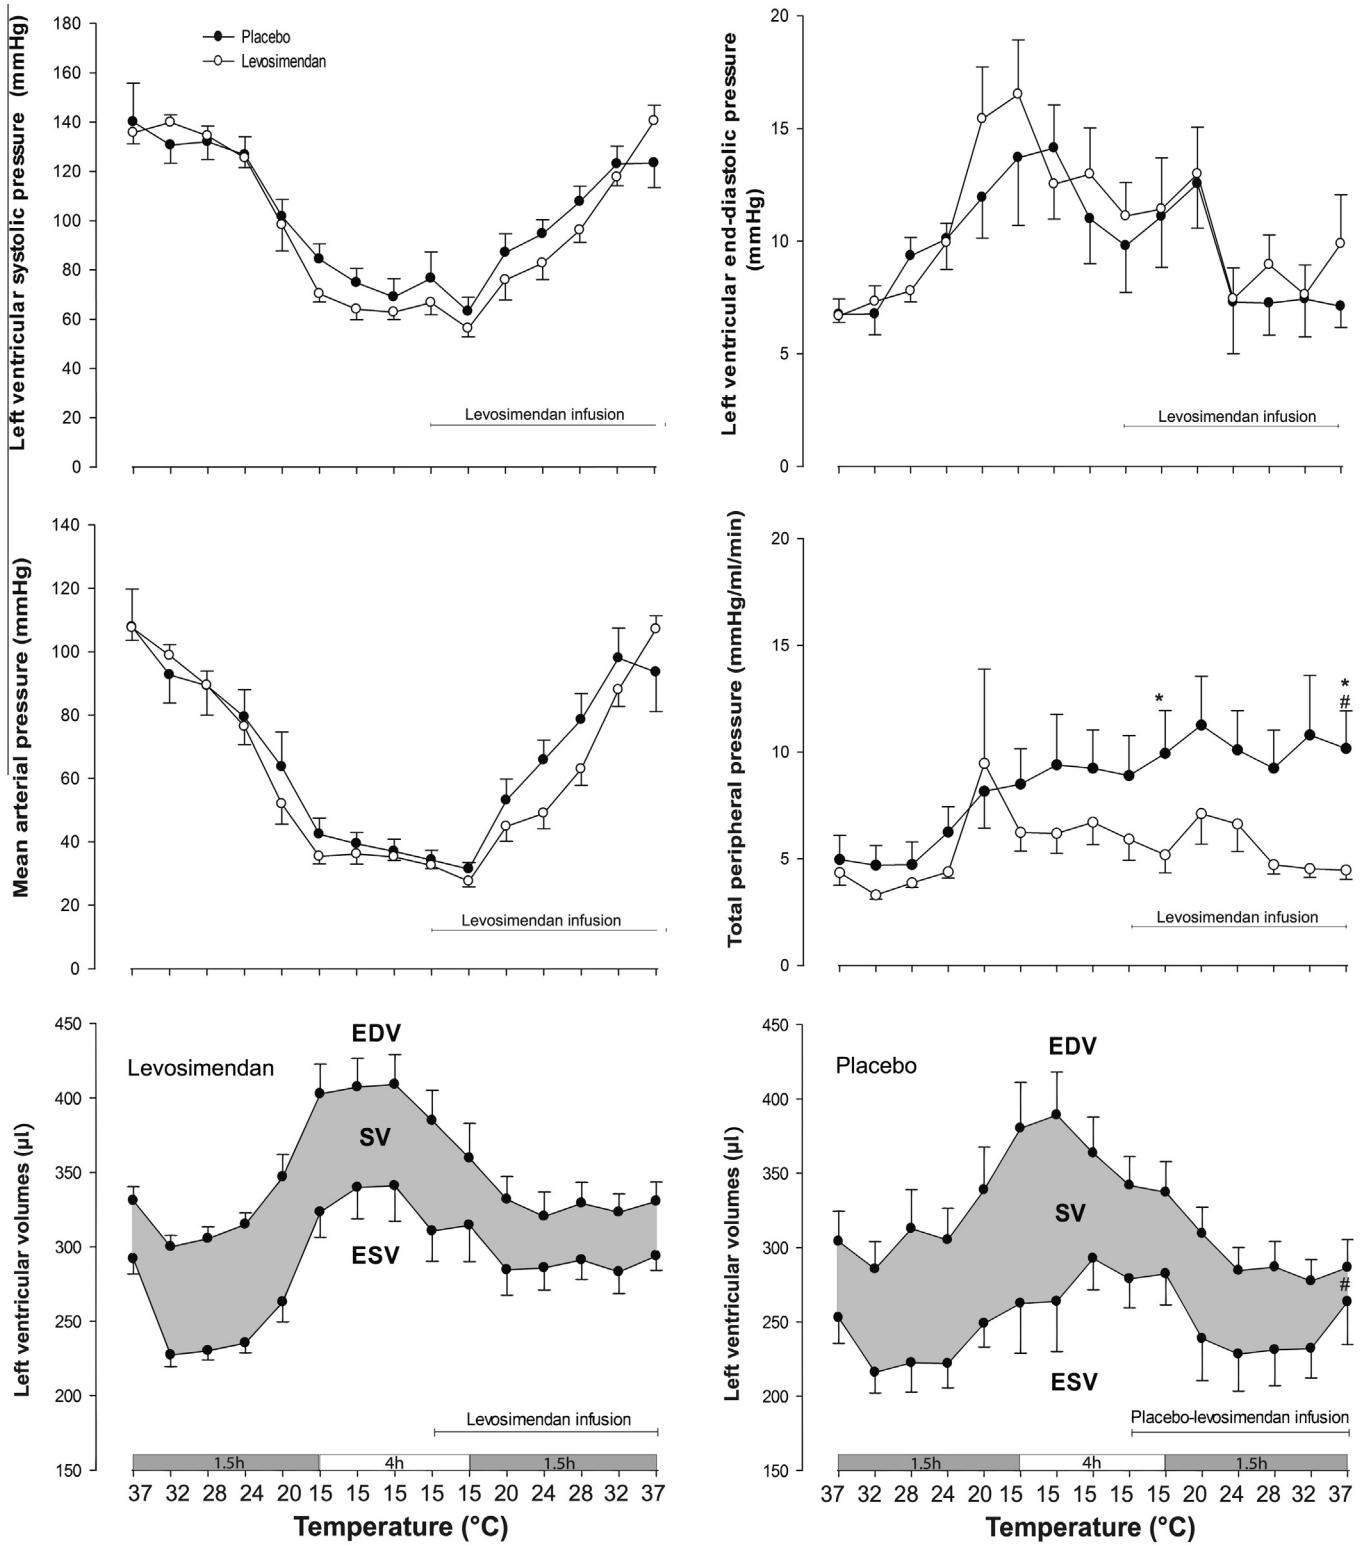 Left ventricular systolic pressure (mmHg)
180
160
140
120
100
80
60
40
20
0
Placebo
Levosimendan
Levosimendan infusion
Left ventricular end-diastolic pressure
(mmHg)
20
15
10
5
0
Levosimendan infusion
Mean arterial pressure (mmHg)
140
120
100
80
60
40
20
0
Levosimendan infusion
Total peripheral pressure (mmHg/ml/min)
20
15
10
5
0
*
*
#
Levosimendan infusion
Left ventricular volumes (µl)
450
400
350
300
250
200
150
Levosimendan
EDV
SV
ESV
Levosimendan infusion
1.5h 4h 1.5h
37 32 28 24 20 15 15 15 15 15 20 24 28 32 37
Temperature (°C)
Left ventricular volumes (µl)
450
400
350
300
250
200
150
Placebo
EDV
SV
ESV
#
Placebo-levosimendan infusion
1.5h 4h 1.5h
37 32 28 24 20 15 15 15 15 15 20 24 28 32 37
Temperature (°C)